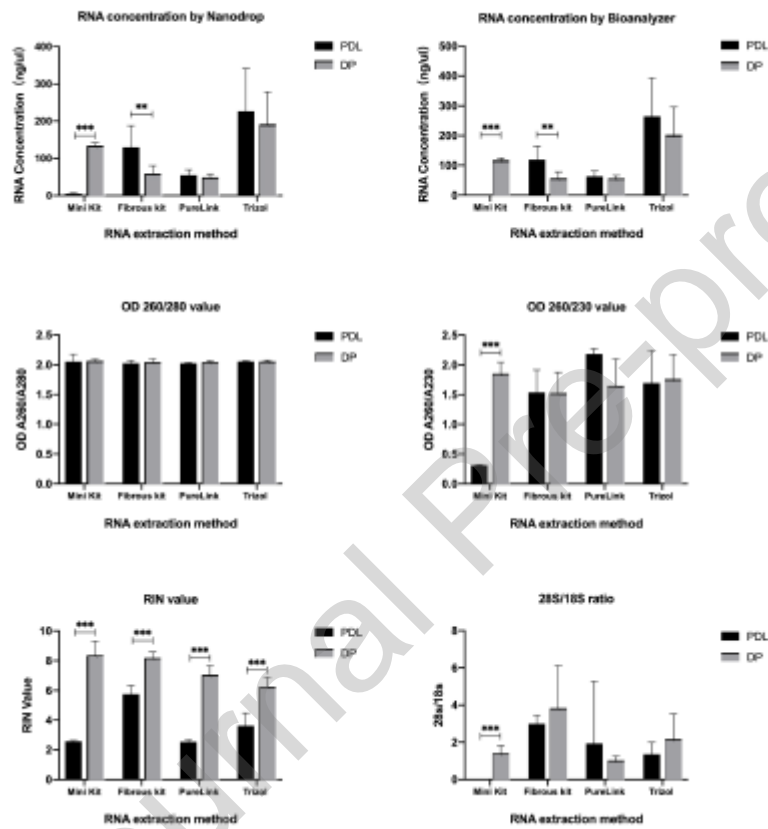 RNA concentration by Nanodrop
RNA Concentration (ng/ul)
400
300
200
100
0
***
**
Mini Kit Fibrous kit PureLink Trizol
RNA extraction method
PDL
DP
RNA concentration by Bioanalyzer
RNA Concentration (ng/ul)
500
400
300
200
100
0
***
**
Mini Kit Fibrous kit PureLink Trizol
RNA extraction method
PDL
DP
OD 260/280 value
OD A260/A280
2.5
2.0
1.5
1.0
0.5
0.0
Mini Kit Fibrous kit PureLink Trizol
RNA extraction method
PDL
DP
OD 260/230 value
OD A260/A230
2.5
2.0
1.5
1.0
0.5
0.0
***
Mini Kit Fibrous kit PureLink Trizol
RNA extraction method
PDL
DP
RIN value
RIN Value
10
8
6
4
2
0
***
***
***
***
Mini Kit Fibrous kit PureLink Trizol
RNA extraction method
PDL
DP
28S/18S ratio
28s/18s
8
6
4
2
0
***
Mini Kit Fibrous kit PureLink Trizol
RNA extraction method
PDL
DP
urnal Pre-pro